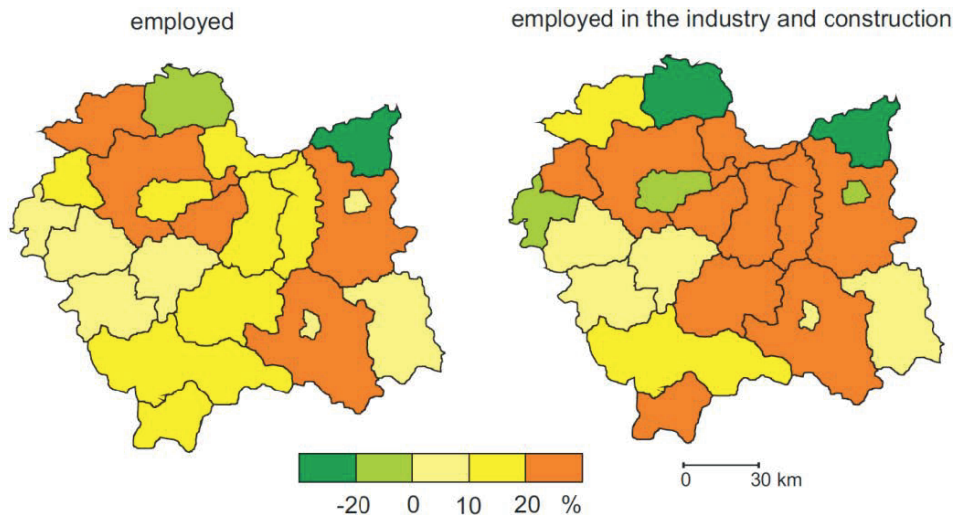 employed
employed in the industry and construction
-20 0 10 20 %
0 30 km